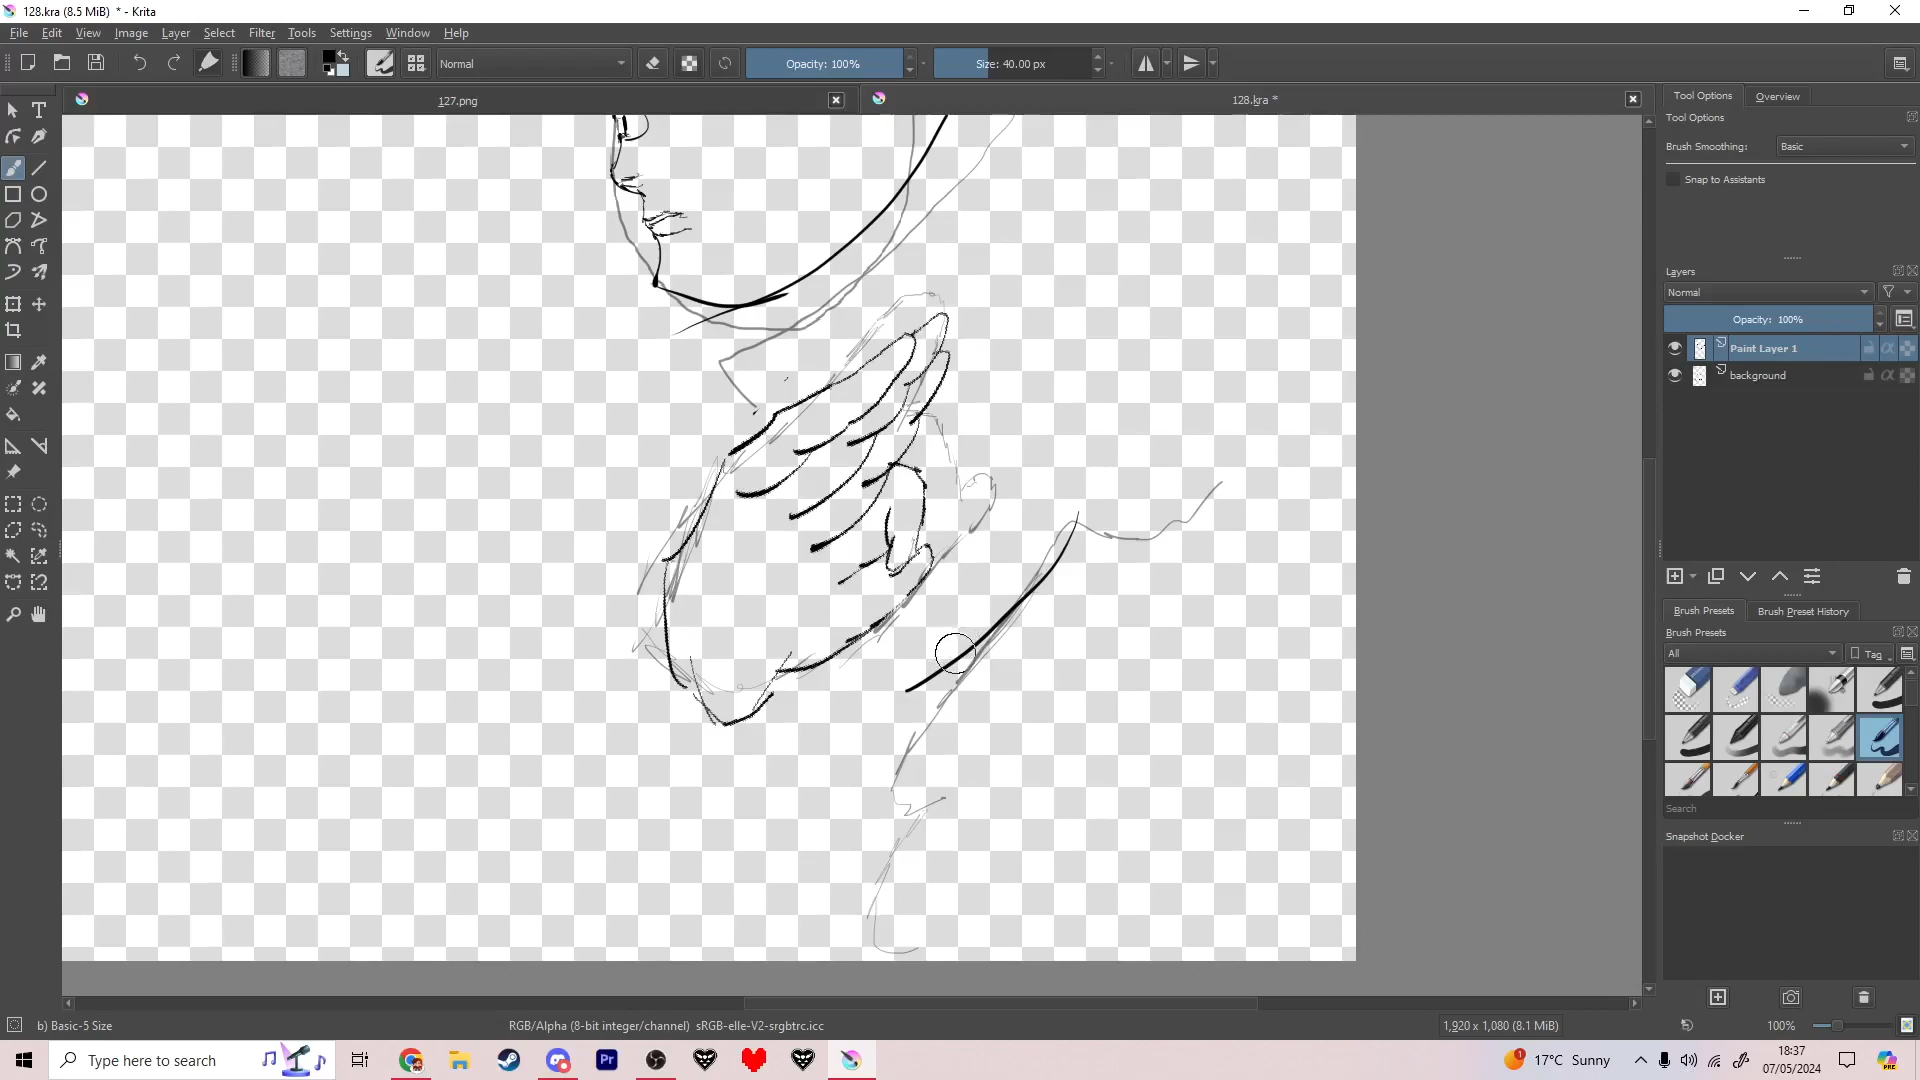 128.kra (8.5 MiB) * - Krita
File Edit View Image Layer Select Filter Tools Settings Window Help
Normal Opacity: 100% Size: 40.00 px
127.png 128.kra *
Tool Options Overview
Tool Options
Brush Smoothing: Basic
Snap to Assistants
Layers
Normal
Opacity: 100%
Paint Layer 1
background
Brush Presets Brush Preset History
Brush Presets
All Tag
Search
Snapshot Docker
b) Basic-5 Size RGB/Alpha (8-bit integer/channel) sRGB-elle-V2-srgbtrc.icc 1,920 x 1,080 (8.1 MiB) 100%
Type here to search Pr 1 17°C Sunny 18:37
07/05/2024